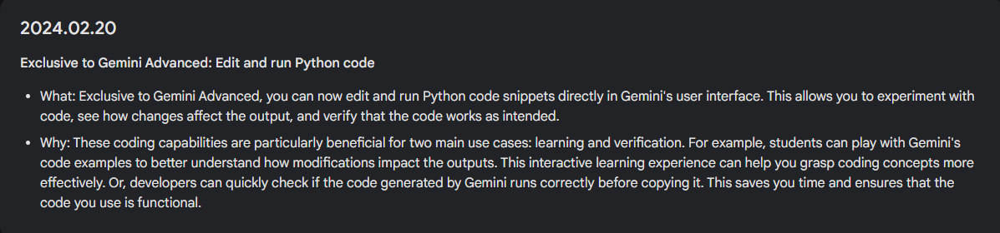 2024.02.20
Exclusive to Gemini Advanced: Edit and run Python code
• What: Exclusive to Gemini Advanced, you can now edit and run Python code snippets directly in Gemini's user interface. This allows you to experiment with
code, see how changes affect the output, and verify that the code works as intended.
• Why: These coding capabilities are particularly beneficial for two main use cases: learning and verification. For example, students can play with Gemini's
code examples to better understand how modifications impact the outputs. This interactive learning experience can help you grasp coding concepts more
effectively. Or, developers can quickly check if the code generated by Gemini runs correctly before copying it. This saves you time and ensures that the
code you use is functional.